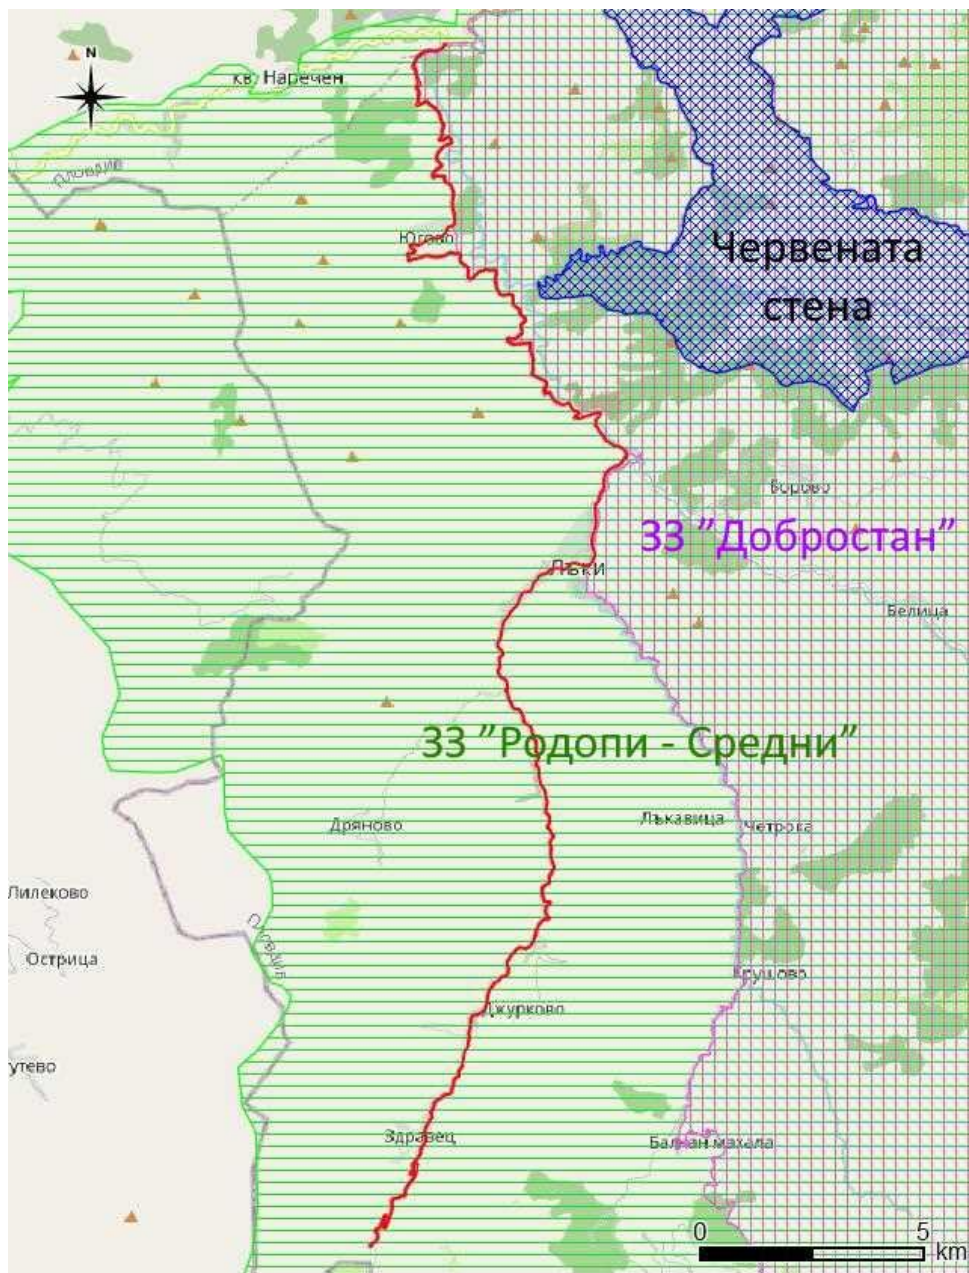 N
кв. Наречен
Пловдив
Югово
Червената
стена
Борово
ЗЗ ”Добростан”
Лъки
Белица
ЗЗ ”Родопи - Средни”
Лъкавица
Четрока
Дряново
Лилеково
Пловдив
Острица
Крушово
Джурково
утево
Здравец
Балкан махала
0
5
km